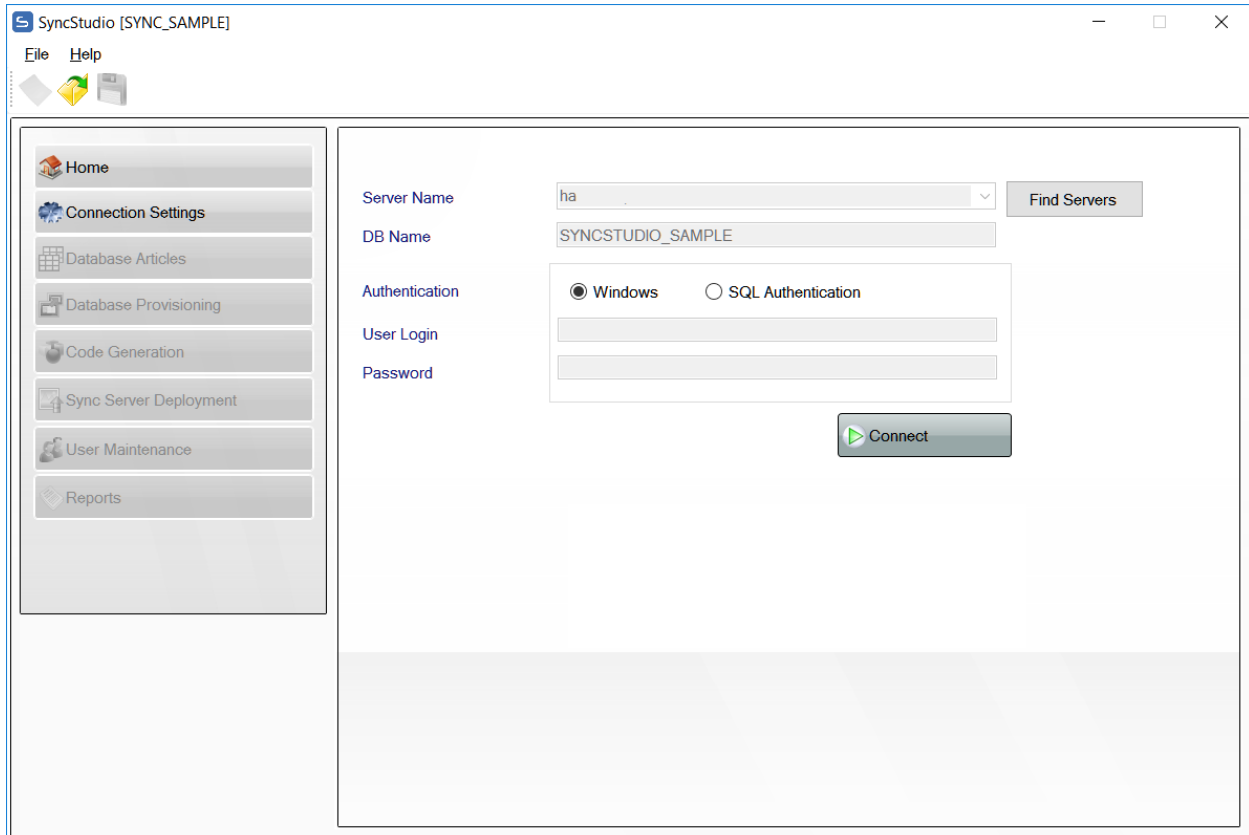 SyncStudio [SYNC_SAMPLE]
File Help
Home
Connection Settings
Database Articles
Database Provisioning
Code Generation
Sync Server Deployment
User Maintenance
Reports
Server Name ha Find Servers
DB Name SYNCSTUDIO_SAMPLE
Authentication Windows SQL Authentication
User Login
Password
Connect